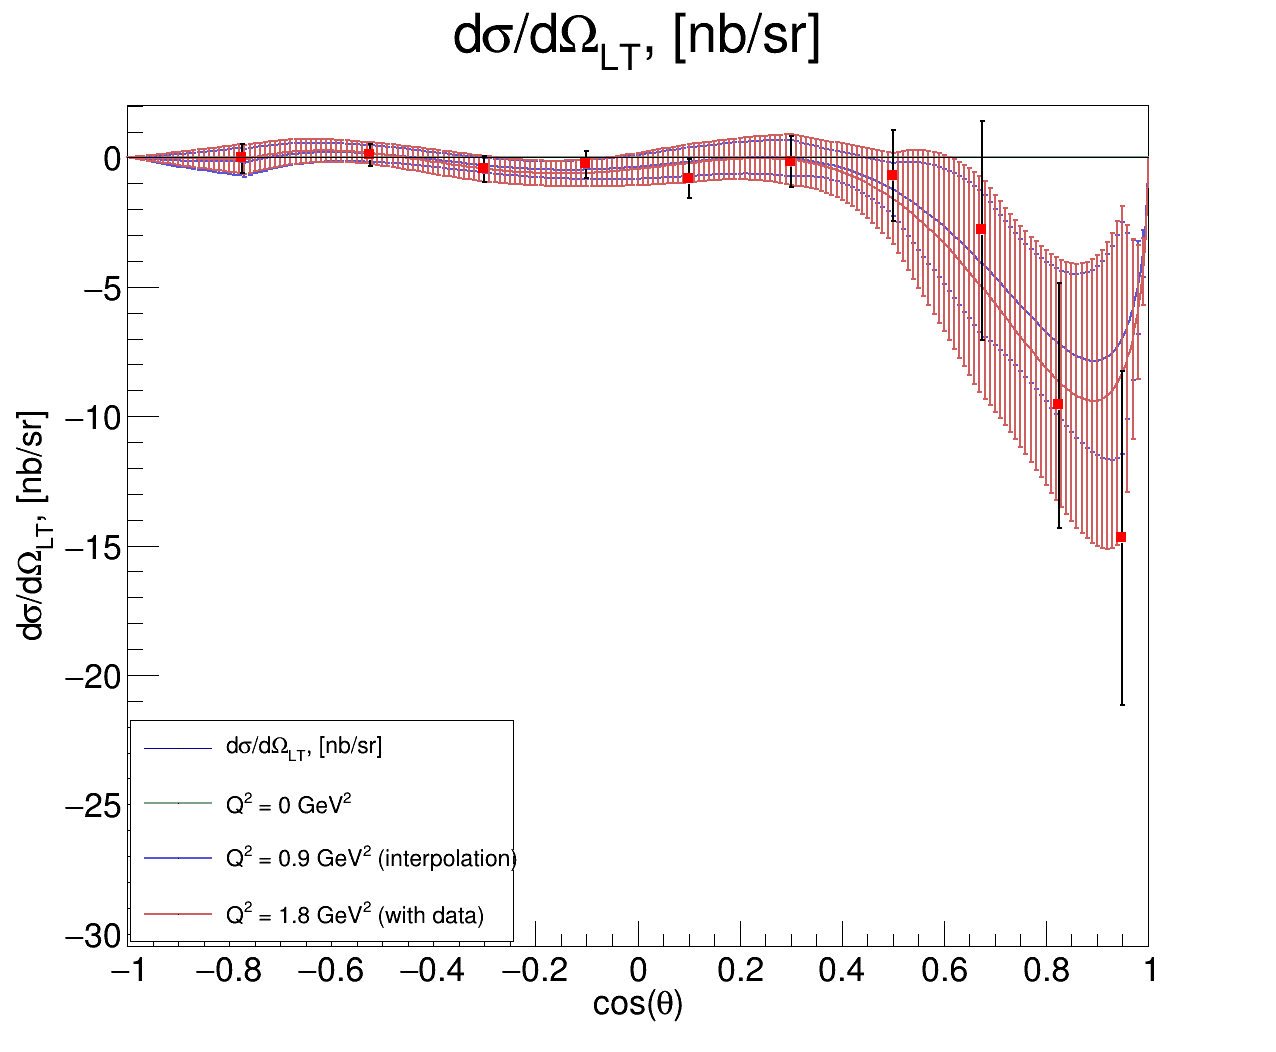 dσ/dΩLT, [nb/sr]
dσ/dΩLT, [nb/sr]
0
−5
−10
−15
−20
−25
−30
dσ/dΩLT, [nb/sr]
Q2 = 0 GeV2
Q2 = 0.9 GeV2 (interpolation)
Q2 = 1.8 GeV2 (with data)
−1 −0.8 −0.6 −0.4 −0.2 0 0.2 0.4 0.6 0.8 1
cos(θ)